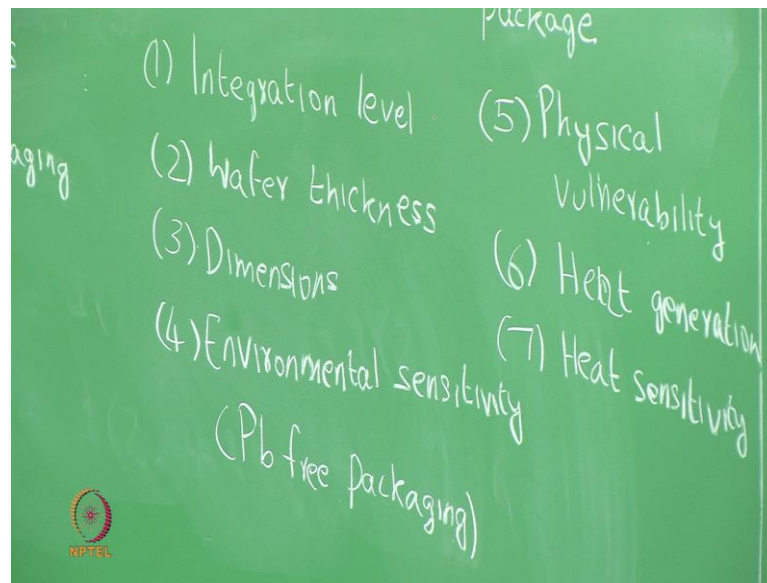 (1) Integration level
(2) Wafer thickness
(3) Dimensions
(4) Environmental sensitivity
(Pb free packaging)
package
(5) Physical
vulnerability
(6) Heat generation
(7) Heat sensitivity
aging
NPTEL